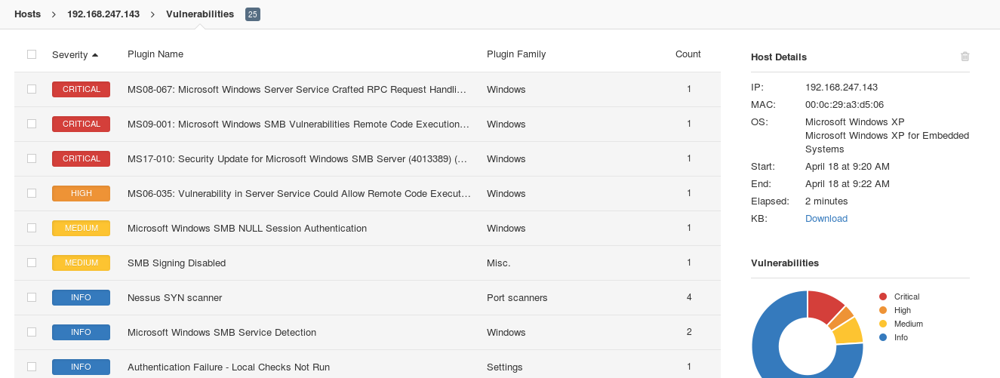 Hosts > 192.168.247.143 > Vulnerabilities 25
Severity Plugin Name Plugin Family Count
CRITICAL MS08-067: Microsoft Windows Server Service Crafted RPC Request Handli... Windows 1
CRITICAL MS09-001: Microsoft Windows SMB Vulnerabilities Remote Code Execution... Windows 1
CRITICAL MS17-010: Security Update for Microsoft Windows SMB Server (4013389) (... Windows 1
HIGH MS06-035: Vulnerability in Server Service Could Allow Remote Code Execut... Windows 1
MEDIUM Microsoft Windows SMB NULL Session Authentication Windows 1
MEDIUM SMB Signing Disabled Misc. 1
INFO Nessus SYN scanner Port scanners 4
INFO Microsoft Windows SMB Service Detection Windows 2
INFO Authentication Failure - Local Checks Not Run Settings 1
Host Details
IP: 192.168.247.143
MAC: 00:0c:29:a3:d5:06
OS: Microsoft Windows XP
Microsoft Windows XP for Embedded
Systems
Start: April 18 at 9:20 AM
End: April 18 at 9:22 AM
Elapsed: 2 minutes
KB: Download
Vulnerabilities
Critical
High
Medium
Info